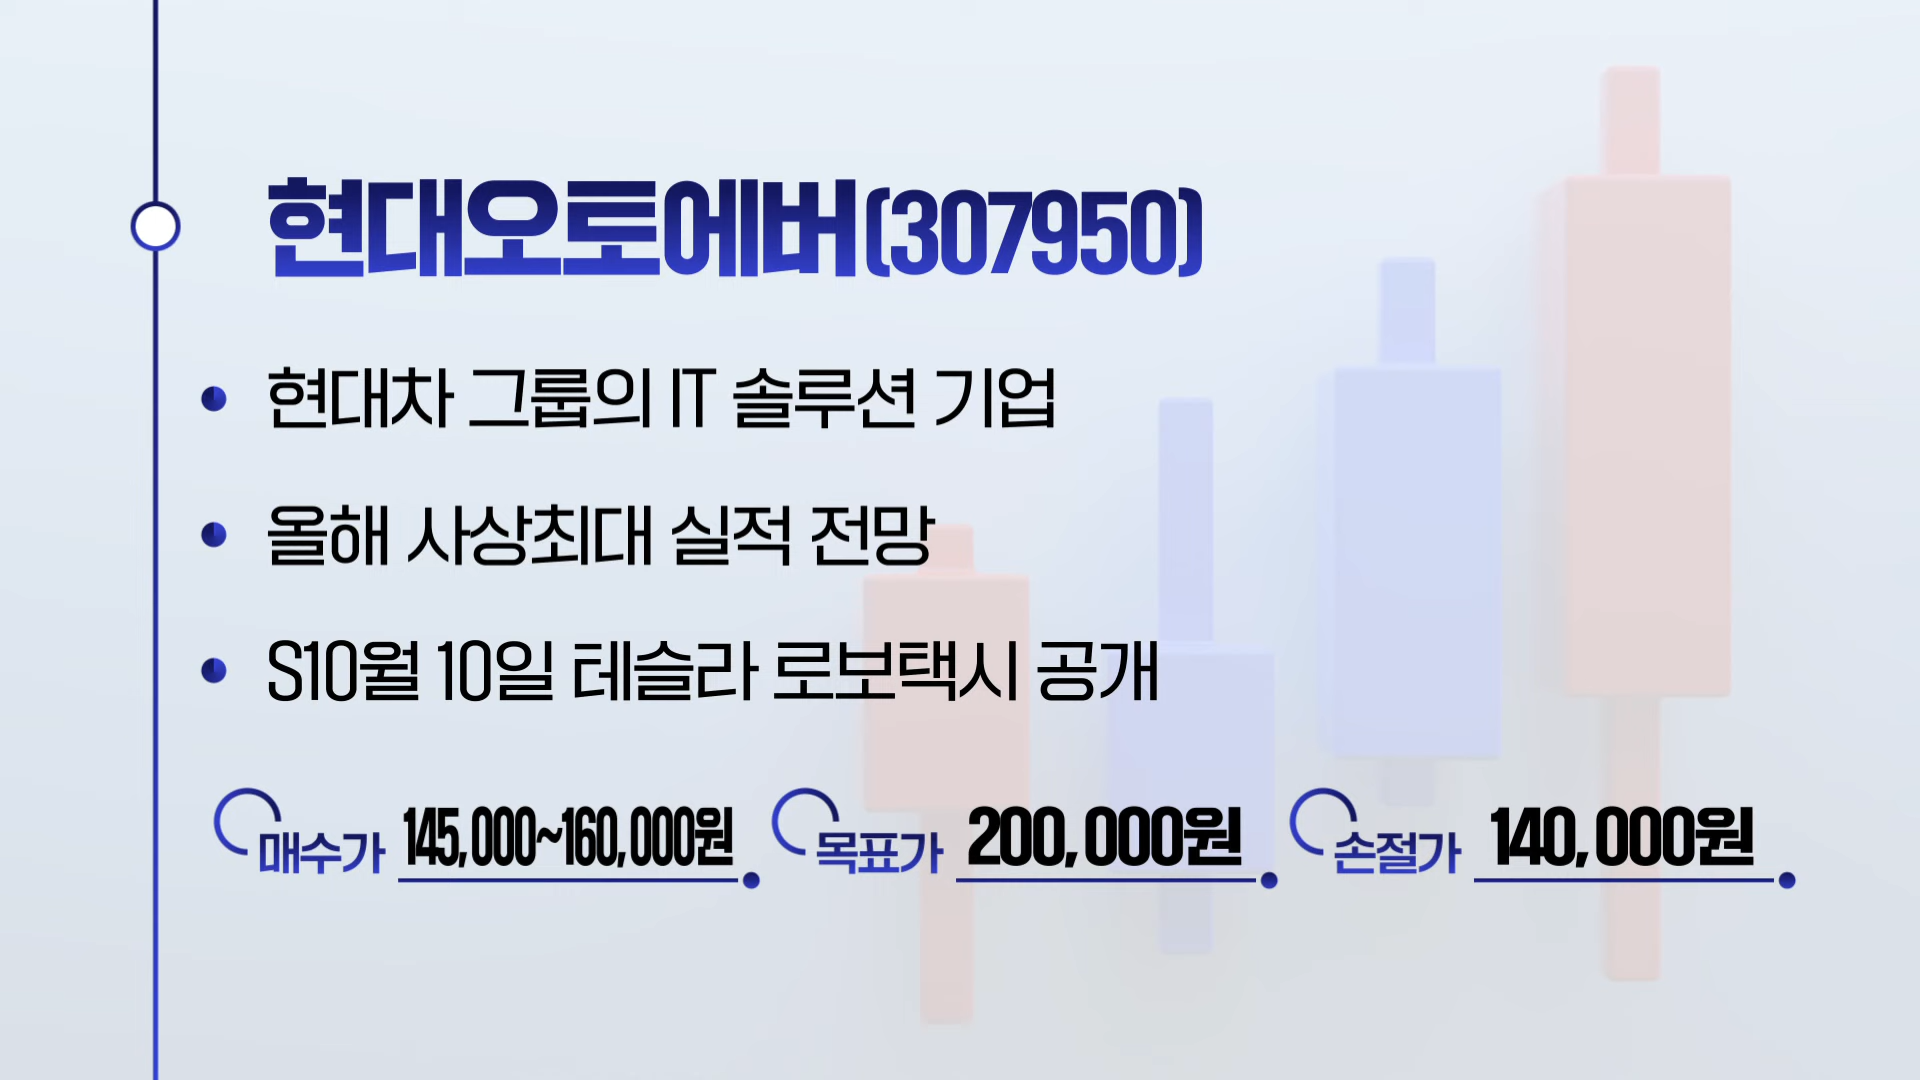 현대오토에버(307950)
현대차 그룹의 IT 솔루션 기업
올해 사상최대 실적 전망
S10월 10일 테슬라 로보택시 공개
매수가 145,000~160,000원 목표가 200,000원 손절가 140,000원